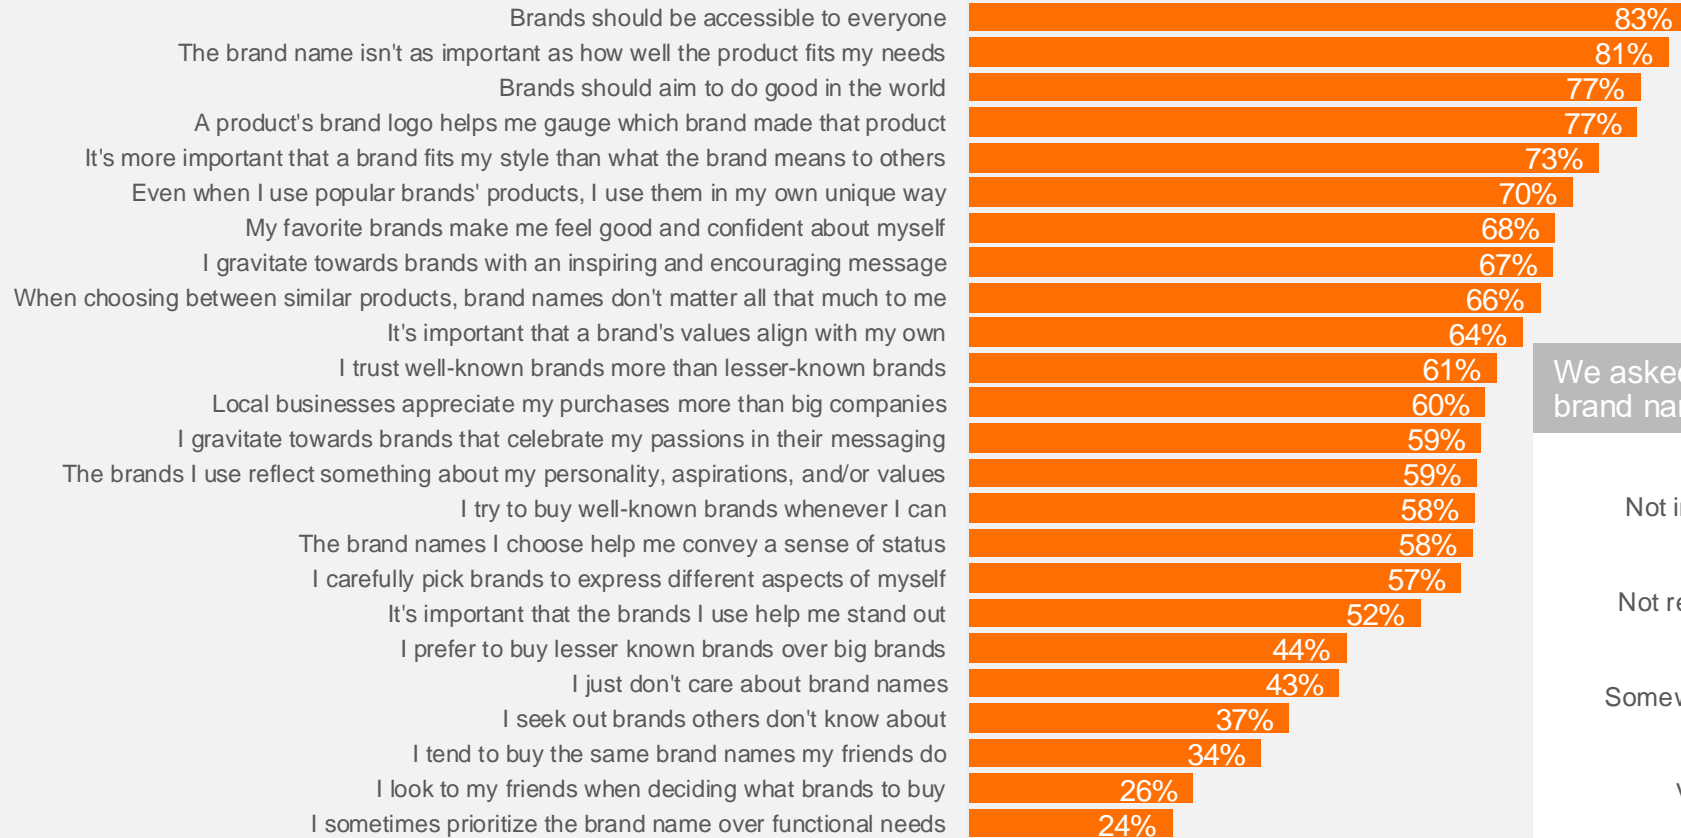 Brands should be accessible to everyone 83%
The brand name isn't as important as how well the product fits my needs 81%
Brands should aim to do good in the world 77%
A product's brand logo helps me gauge which brand made that product 77%
It's more important that a brand fits my style than what the brand means to others 73%
Even when I use popular brands' products, I use them in my own unique way 70%
My favorite brands make me feel good and confident about myself 68%
I gravitate towards brands with an inspiring and encouraging message 67%
When choosing between similar products, brand names don't matter all that much to me 66%
It's important that a brand's values align with my own 64%
I trust well-known brands more than lesser-known brands 61%
Local businesses appreciate my purchases more than big companies 60%
I gravitate towards brands that celebrate my passions in their messaging 59%
The brands I use reflect something about my personality, aspirations, and/or values 59%
I try to buy well-known brands whenever I can 58%
The brand names I choose help me convey a sense of status 58%
I carefully pick brands to express different aspects of myself 57%
It's important that the brands I use help me stand out 52%
I prefer to buy lesser known brands over big brands 44%
I just don't care about brand names 43%
I seek out brands others don't know about 37%
I tend to buy the same brand names my friends do 34%
I look to my friends when deciding what brands to buy 26%
I sometimes prioritize the brand name over functional needs 24%
We
brand
Not
Not